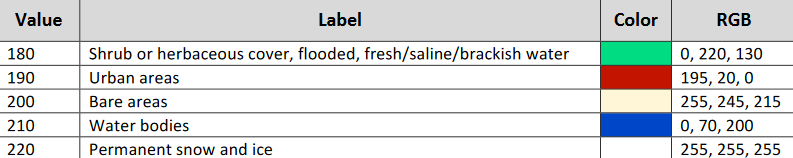 Value Label Color RGB
180 Shrub or herbaceous cover, flooded, fresh/saline/brackish water 0, 220, 130
190 Urban areas 195, 20, 0
200 Bare areas 255, 245, 215
210 Water bodies 0, 70, 200
220 Permanent snow and ice 255, 255, 255